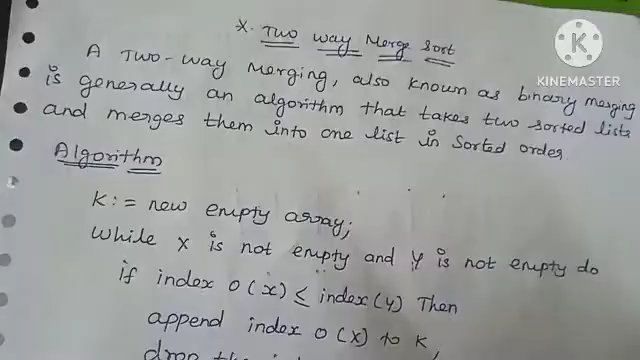 * Two way Merge Sort
A Two-way Merging, also known as binary merging
is generally an algorithm that takes two sorted lists
and merges them into one list in sorted order.
Algorithm
K := new empty array;
While X is not empty and Y is not empty do
if index 0 (x) ≤ index (y) Then
append index 0 (X) to K,
drop the
K
KINEMASTER